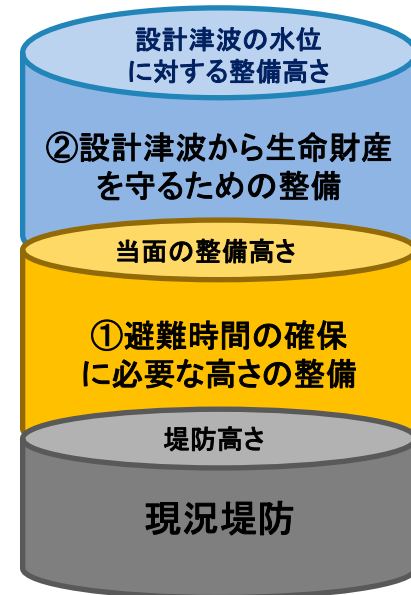 設計津波の水位
に対する整備高さ
②設計津波から生命財産
を守るための整備
当面の整備高さ
①避難時間の確保
に必要な高さの整備
堤防高さ
現況堤防